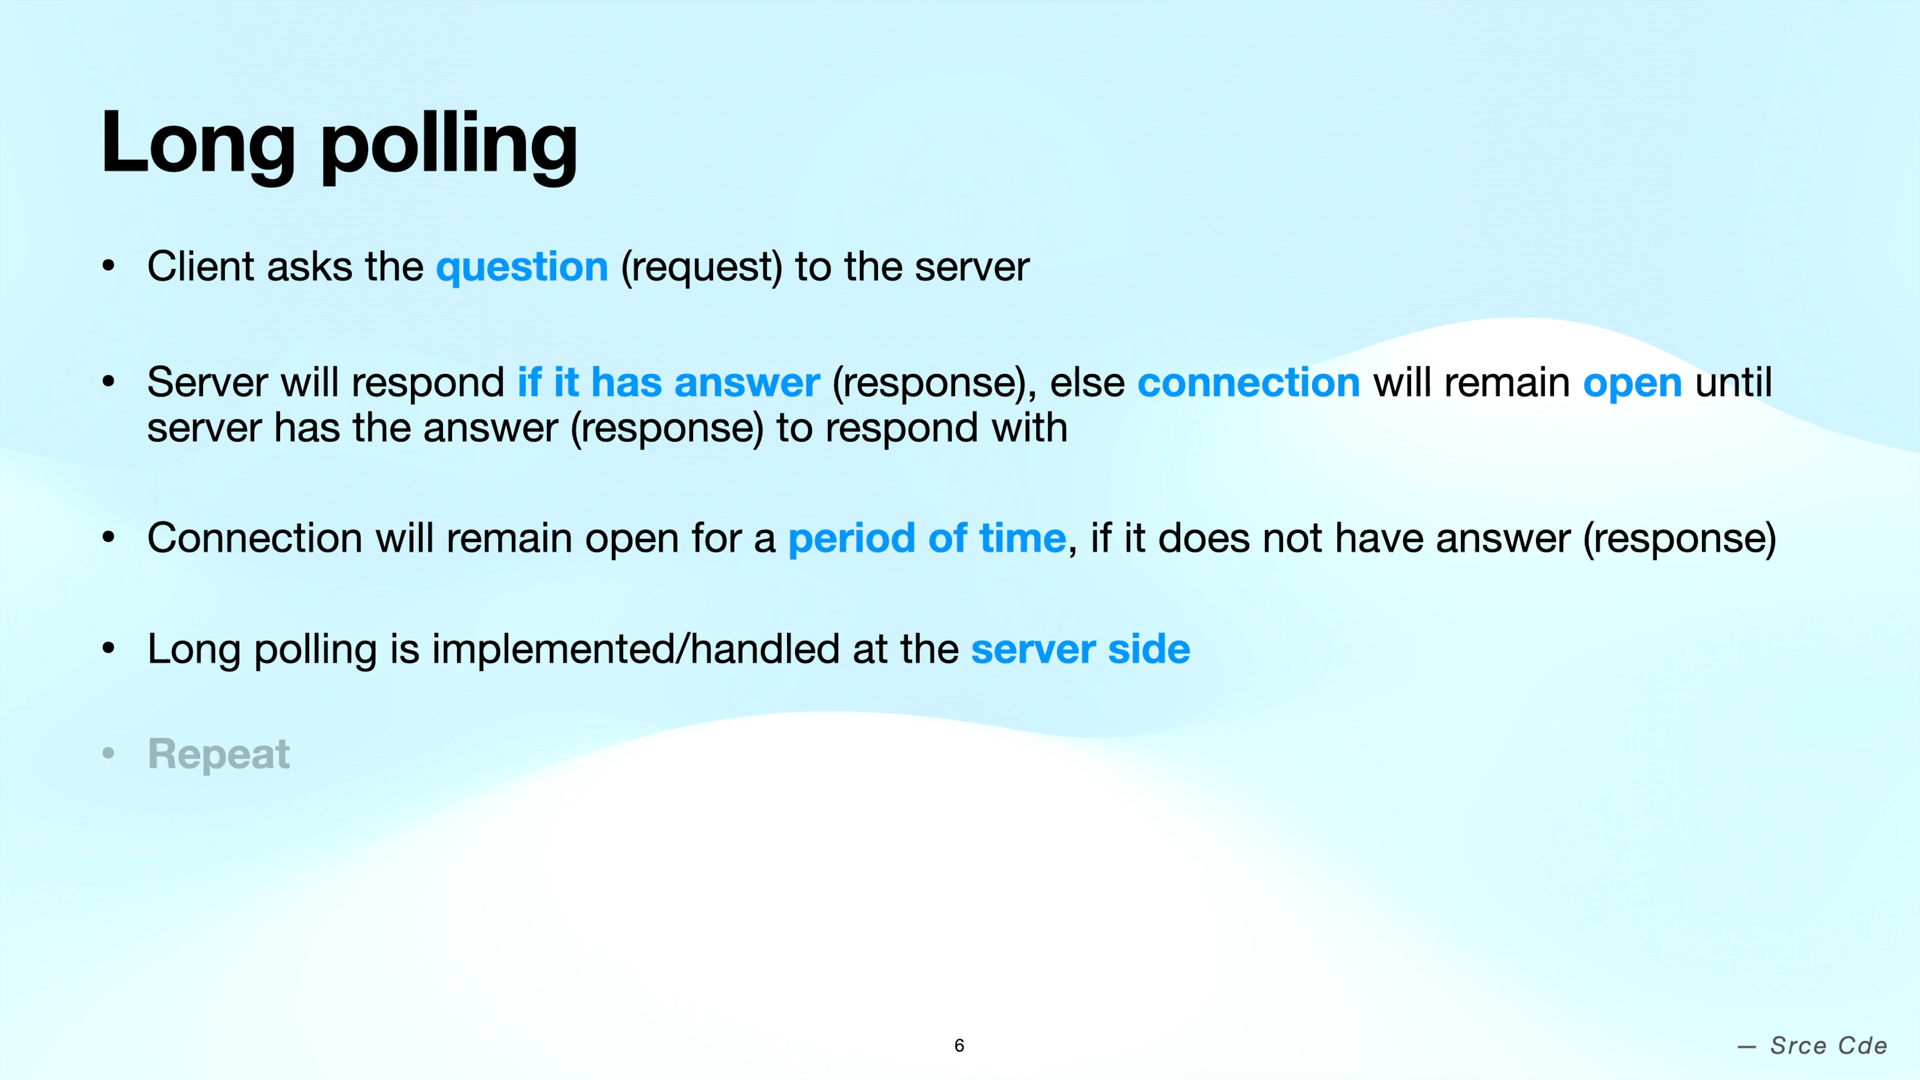 Long polling
• Client asks the question (request) to the server
• Server will respond if it has answer (response), else connection will remain open until
server has the answer (response) to respond with
• Connection will remain open for a period of time, if it does not have answer (response)
• Long polling is implemented/handled at the server side
• Repeat
6
— Srce Cde